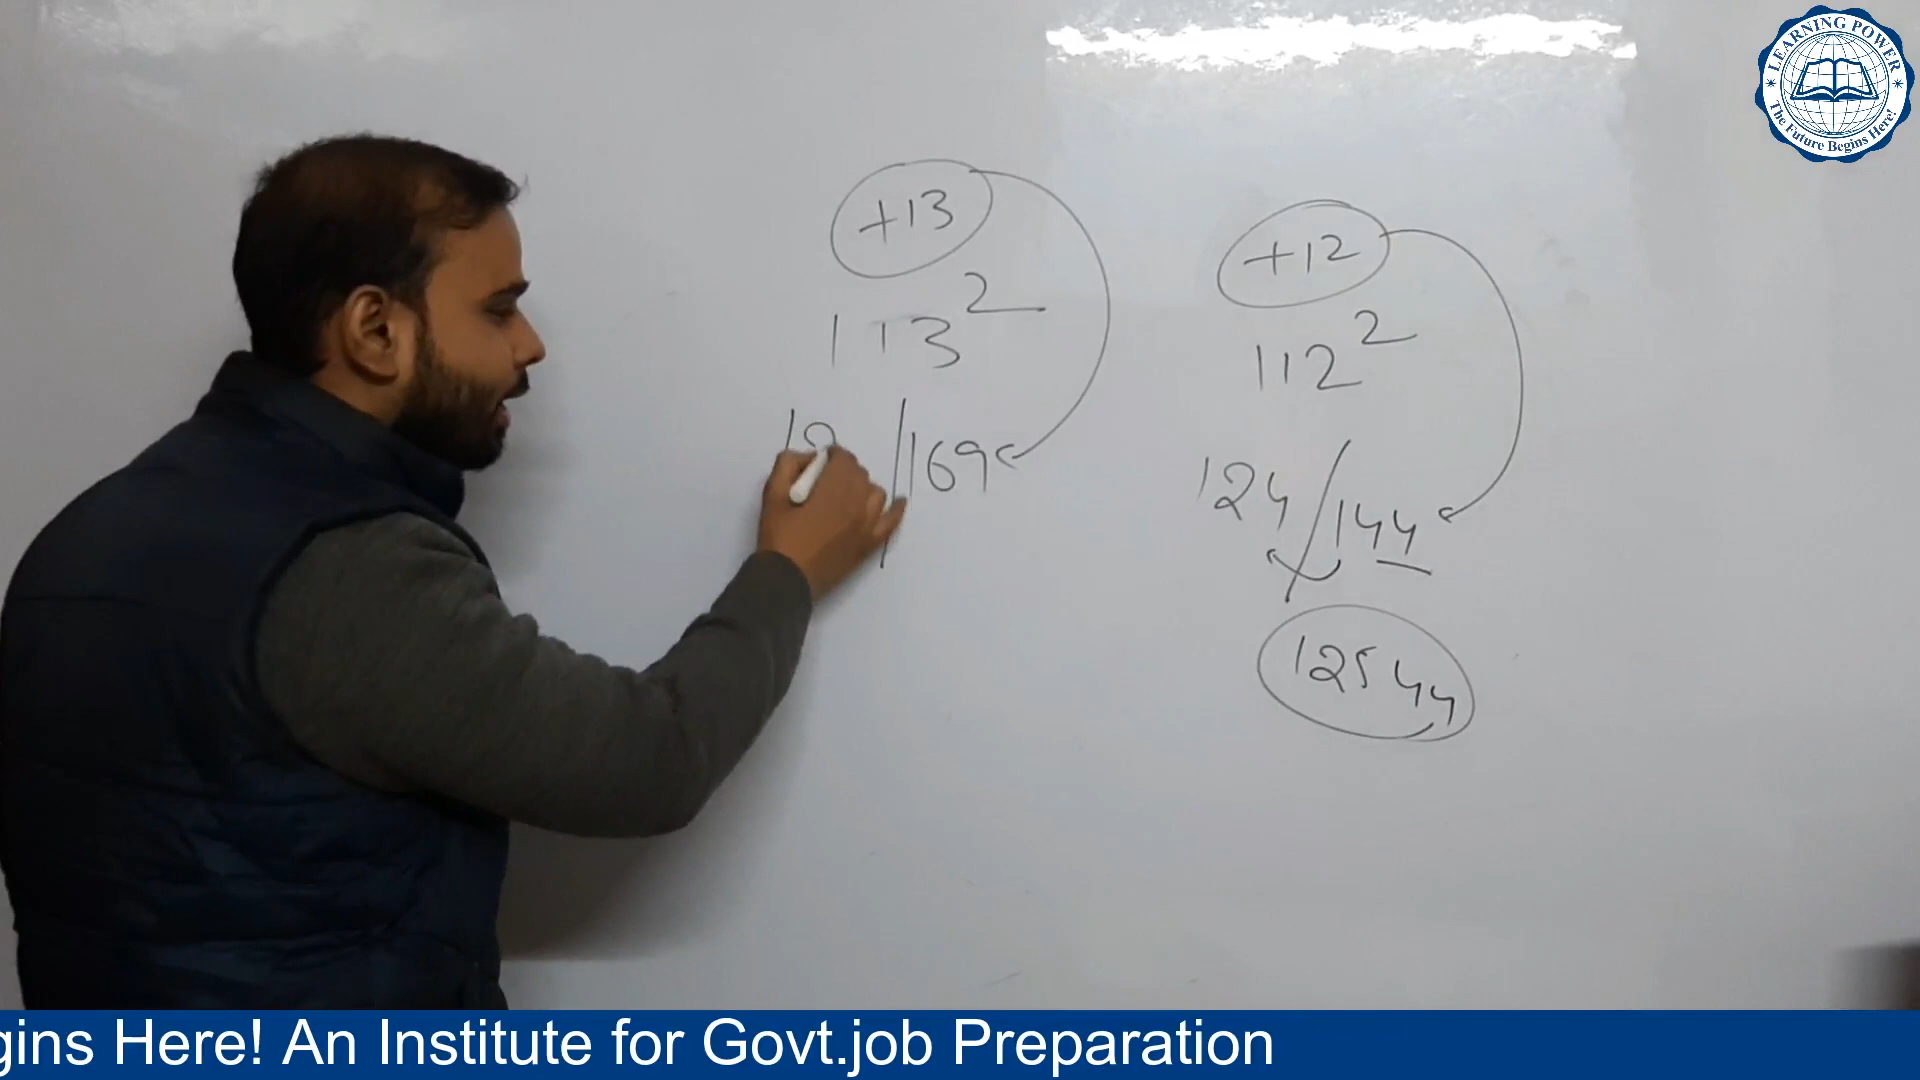 LEARNING POWER
The Future Begins Here!
+13
113²
169
+12
112²
124/144
12544
gins Here! An Institute for Govt.job Preparation